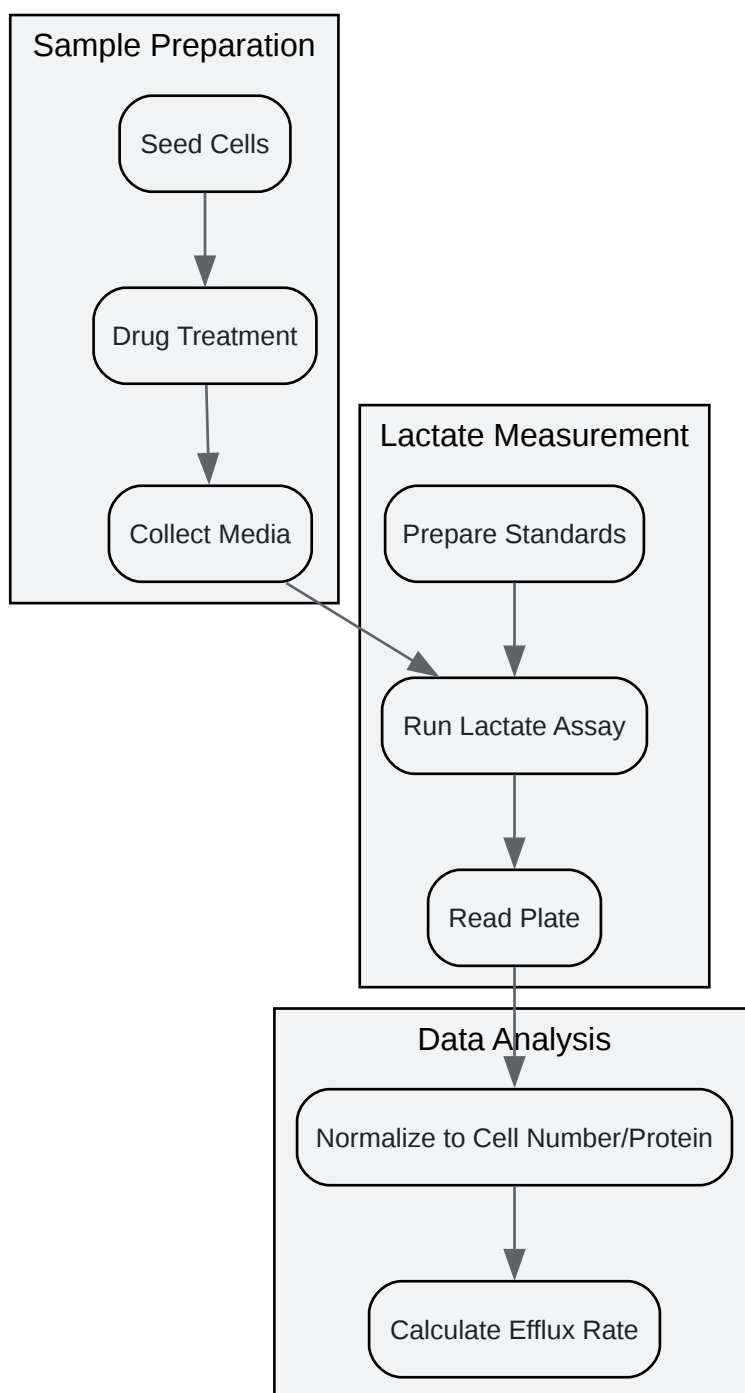 Sample Preparation
Seed Cells
Drug Treatment
Collect Media
Lactate Measurement
Prepare Standards
Run Lactate Assay
Read Plate
Data Analysis
Normalize to Cell Number/Protein
Calculate Efflux Rate